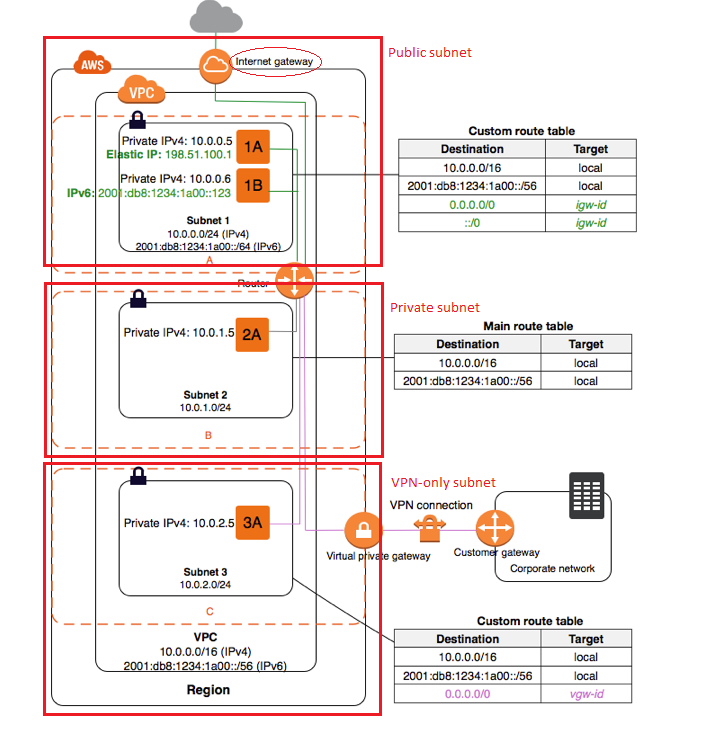 Public subnet
Internet gateway
AWS
VPC
Private IPv4: 10.0.0.5
Elastic IP: 198.51.100.1
1A
Private IPv4: 10.0.0.6
IPv6: 2001:db8:1234:1a00::123
1B
Subnet 1
10.0.0.0/24 (IPv4)
2001:db8:1234:1a00::/64 (IPv6)
A
Custom route table
Destination Target
10.0.0.0/16 local
2001:db8:1234:1a00::/56 local
0.0.0.0/0 igw-id
::/0 igw-id
Router
Private subnet
Private IPv4: 10.0.1.5
2A
Subnet 2
10.0.1.0/24
B
Main route table
Destination Target
10.0.0.0/16 local
2001:db8:1234:1a00::/56 local
VPN-only subnet
Private IPv4: 10.0.2.5
3A
Subnet 3
10.0.2.0/24
C
VPN connection
Virtual private gateway
Customer gateway
Corporate network
VPC
10.0.0.0/16 (IPv4)
2001:db8:1234:1a00::/56 (IPv6)
Region
Custom route table
Destination Target
10.0.0.0/16 local
2001:db8:1234:1a00::/56 local
0.0.0.0/0 vgw-id